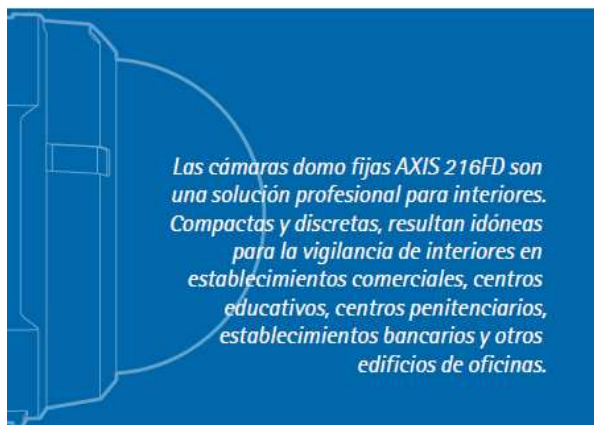 Las cámaras domo fijas AXIS 216FD son
una solución profesional para interiores.
Compactas y discretas, resultan idóneas
para la vigilancia de interiores en
establecimientos comerciales, centros
educativos, centros penitenciarios,
establecimientos bancarios y otros
edificios de oficinas.